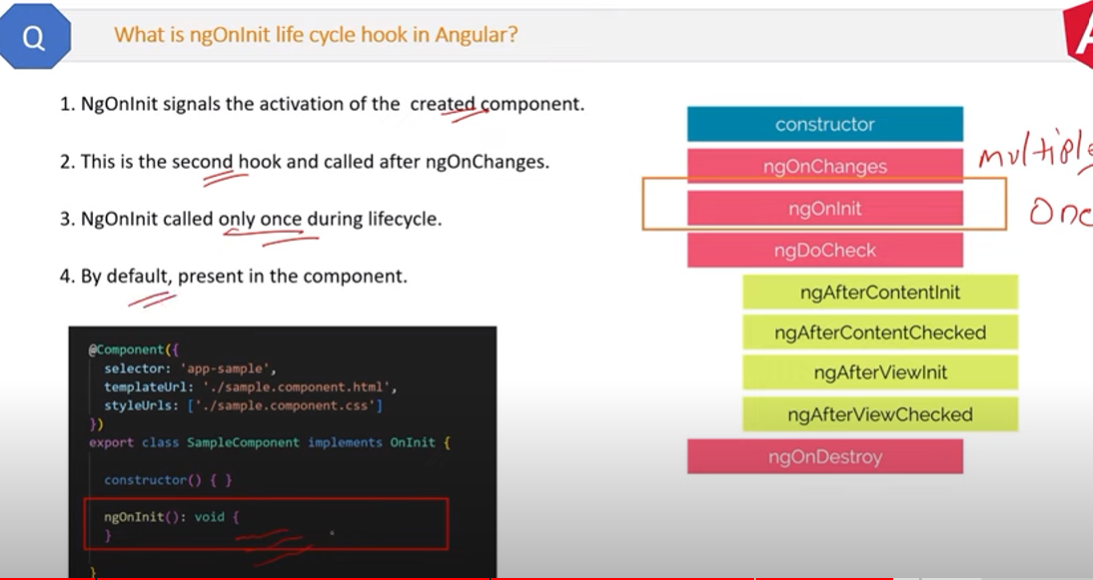 Q
What is ngOnInit life cycle hook in Angular?
1. NgOnInit signals the activation of the created component.
2. This is the second hook and called after ngOnChanges.
3. NgOnInit called only once during lifecycle.
4. By default, present in the component.
@Component({
selector: 'app-sample',
templateUrl: './sample.component.html',
styleUrls: ['./sample.component.css']
})
export class SampleComponent implements OnInit {
constructor() { }
ngOnInit(): void {
}
}
constructor
ngOnChanges
ngOnInit
ngDoCheck
ngAfterContentInit
ngAfterContentChecked
ngAfterViewInit
ngAfterViewChecked
ngOnDestroy
multiple
One